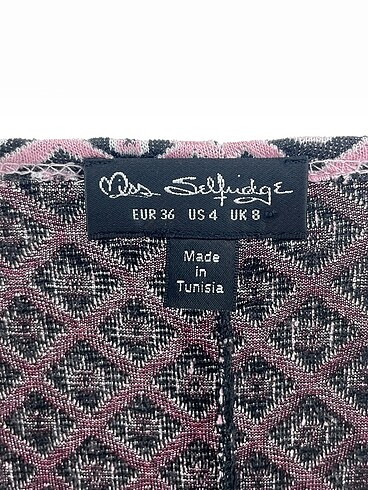 Miss Selfridge
EUR 36 US 4 UK 8
Made
in
Tunisia